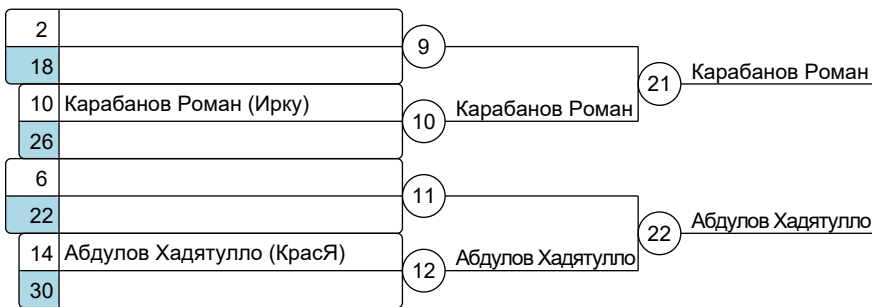 2
9
18
21 Карабанов Роман
10 Карабанов Роман (Ирку)
10 Карабанов Роман
26
6
11
22
22 Абдулов Хадятулло
14 Абдулов Хадятулло (КрасЯ)
12 Абдулов Хадятулло
30